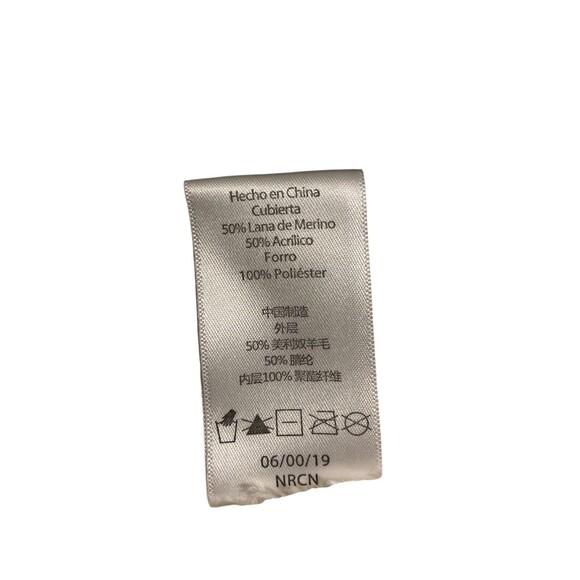 Hecho en China
Cubierta
50% Lana de Merino
50% Acrílico
Forro
100% Poliéster
中国制造
外层
50% 美利奴羊毛
50% 腈纶
内层100% 聚酯纤维
06/00/19
NRCN